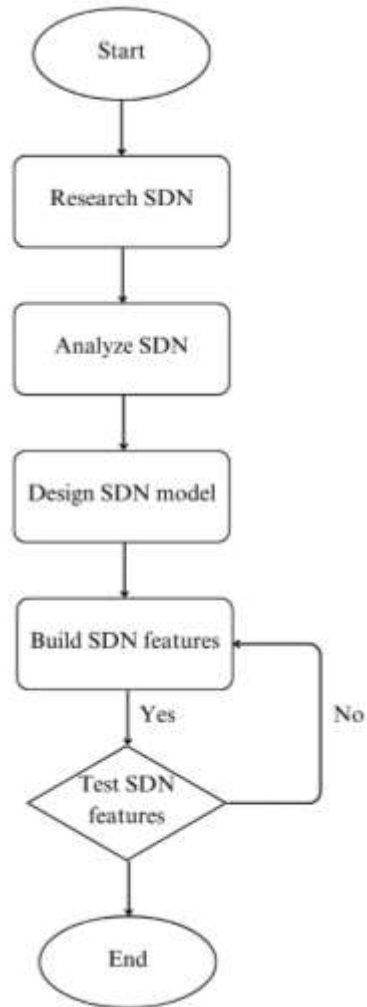 Start
Research SDN
Analyze SDN
Design SDN model
Build SDN features
Yes
No
Test SDN
features
End